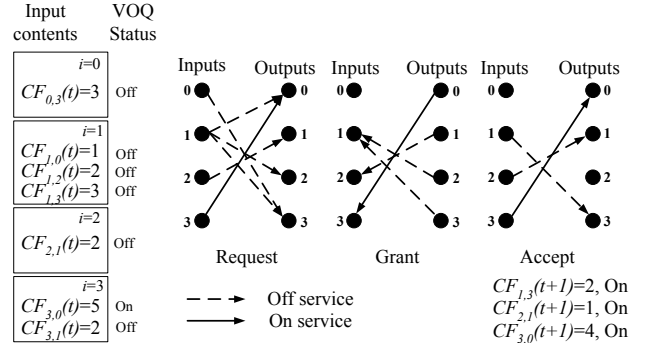 Input contents
VOQ Status
i=0
CF0,3(t)=3 Off
i=1
CF1,0(t)=1 Off
CF1,2(t)=2 Off
CF1,3(t)=3 Off
i=2
CF2,1(t)=2 Off
i=3
CF3,0(t)=5 On
CF3,1(t)=2 Off
Inputs Outputs
0 0
1 1
2 2
3 3
Request
Inputs Outputs
0 0
1 1
2 2
3 3
Grant
Inputs Outputs
0 0
1 1
2 2
3 3
Accept
Off service
On service
CF1,3(t+1)=2, On
CF2,1(t+1)=1, On
CF3,0(t+1)=4, On